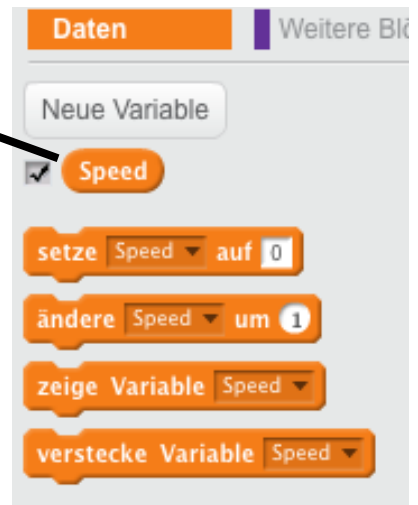 Daten Weitere Blö
Neue Variable
Speed
setze Speed auf 0
ändere Speed um 1
zeige Variable Speed
verstecke Variable Speed